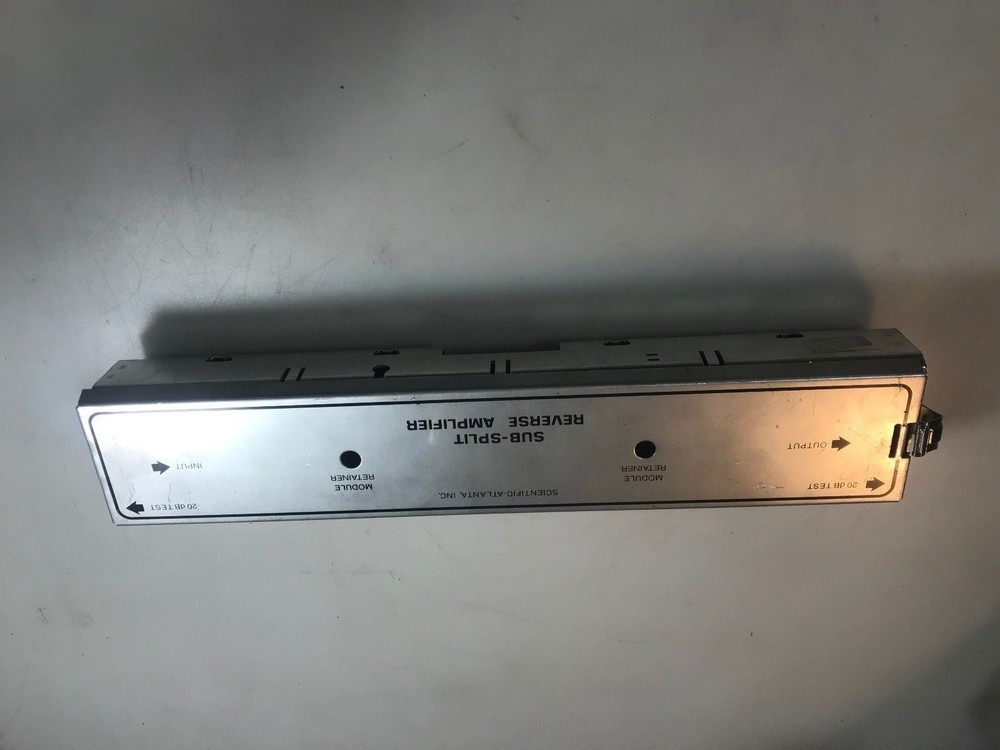 20 dB TEST
SCIENTIFIC-ATLANTA, INC.
20 dB TEST
MODULE
RETAINER
MODULE
RETAINER
OUTPUT
INPUT
SUB-SPLIT
REVERSE AMPLIFIER